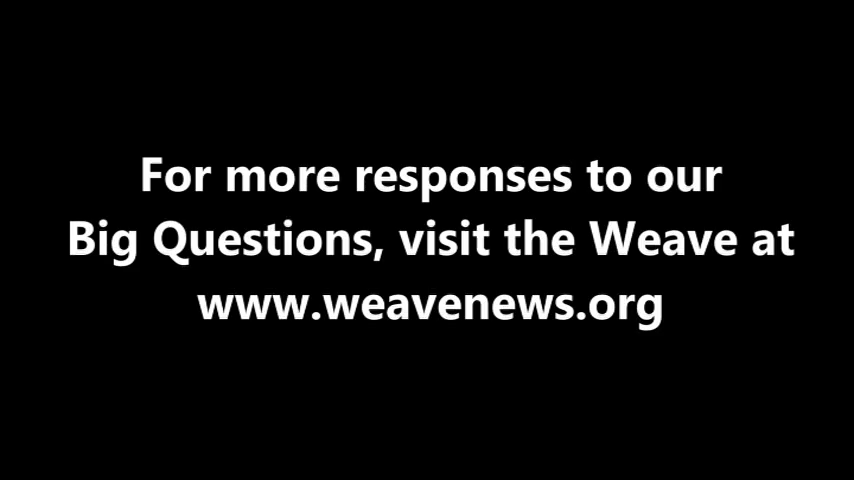 For more responses to our
Big Questions, visit the Weave at
www.weavenews.org